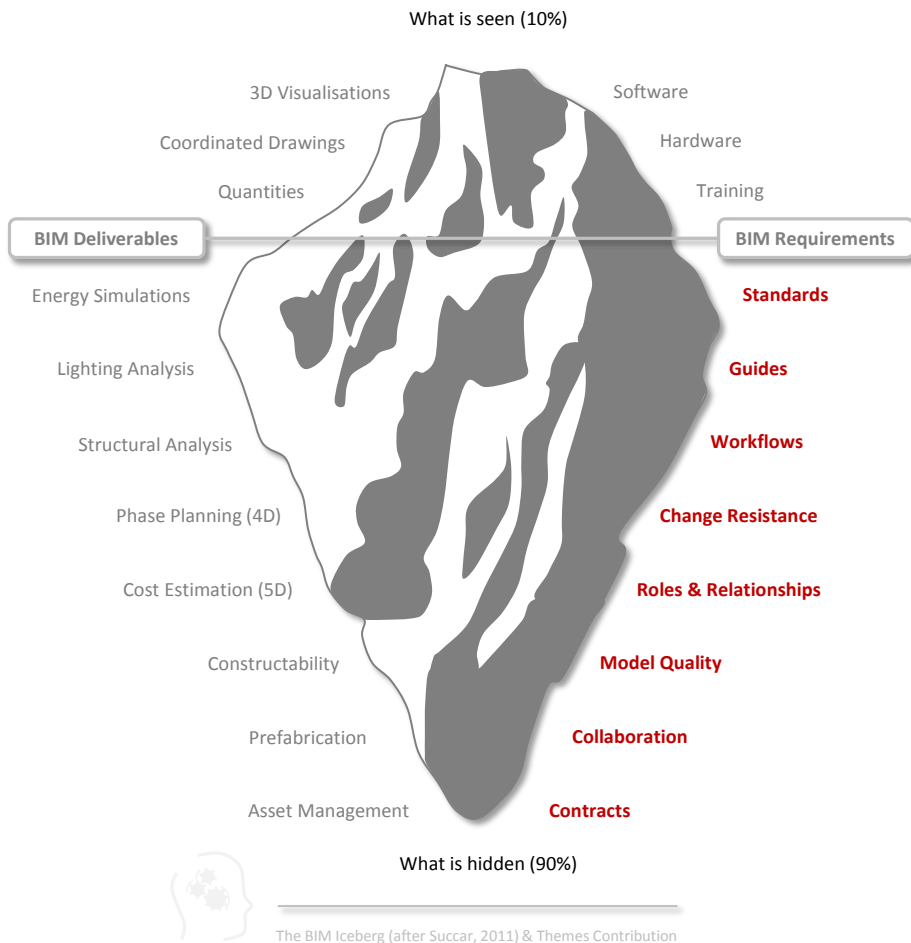 What is seen (10%)
3D Visualisations
Software
Coordinated Drawings
Hardware
Quantities
Training
BIM Deliverables
BIM Requirements
Energy Simulations
Standards
Lighting Analysis
Guides
Structural Analysis
Workflows
Phase Planning (4D)
Change Resistance
Cost Estimation (5D)
Roles & Relationships
Constructability
Model Quality
Prefabrication
Collaboration
Asset Management
Contracts
What is hidden (90%)
The BIM Iceberg (after Succar, 2011) & Themes Contribution